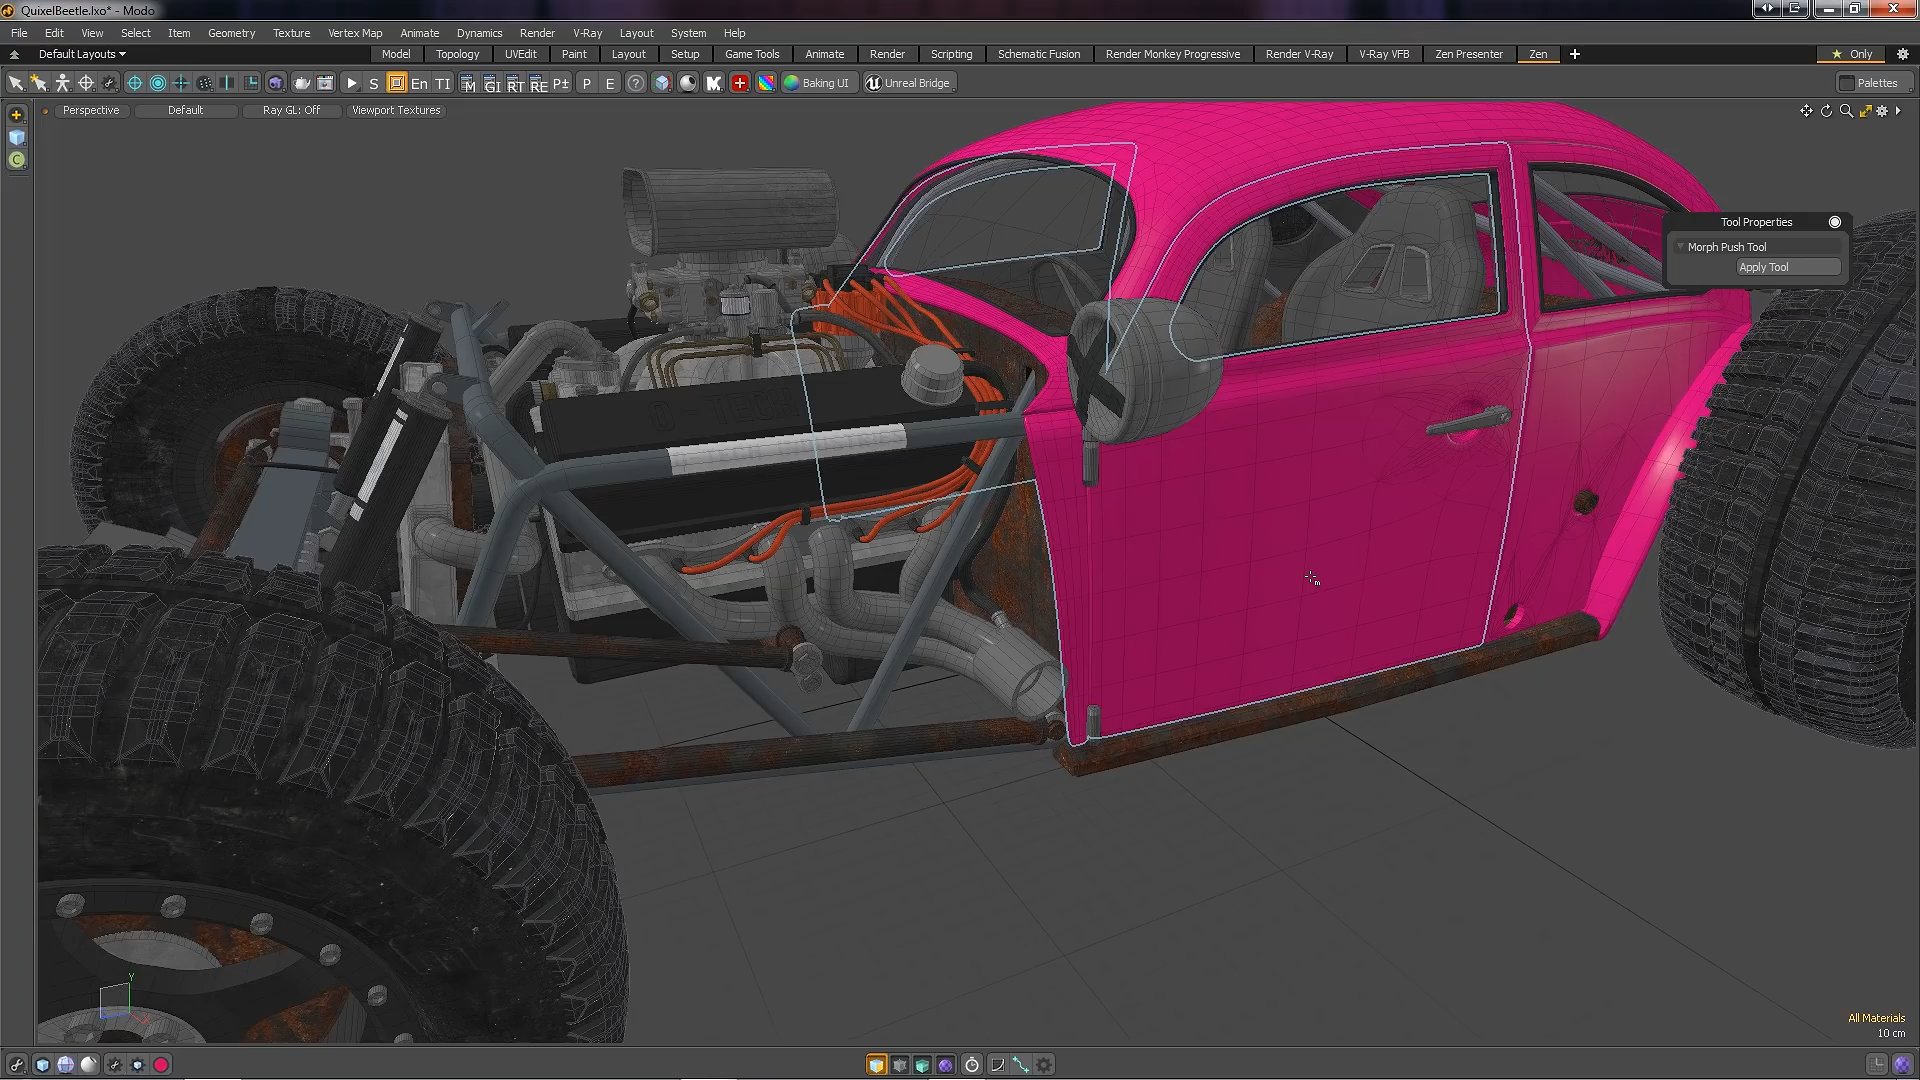 QuixelBeetle.lxo* - Modo
File Edit View Select Item Geometry Texture Vertex Map Animate Dynamics Render V-Ray Layout System Help
Default Layouts Model Topology UVEdit Paint Layout Setup Game Tools Animate Render Scripting Schematic Fusion Render Monkey Progressive Render V-Ray V-Ray VFB Zen Presenter Zen Only
S En TI M GI RT RE P± P E ? M Baking UI Unreal Bridge Palettes
Perspective Default Ray GL: Off Viewport Textures
C
Tool Properties
Morph Push Tool
Apply Tool
Y
All Materials
10 cm